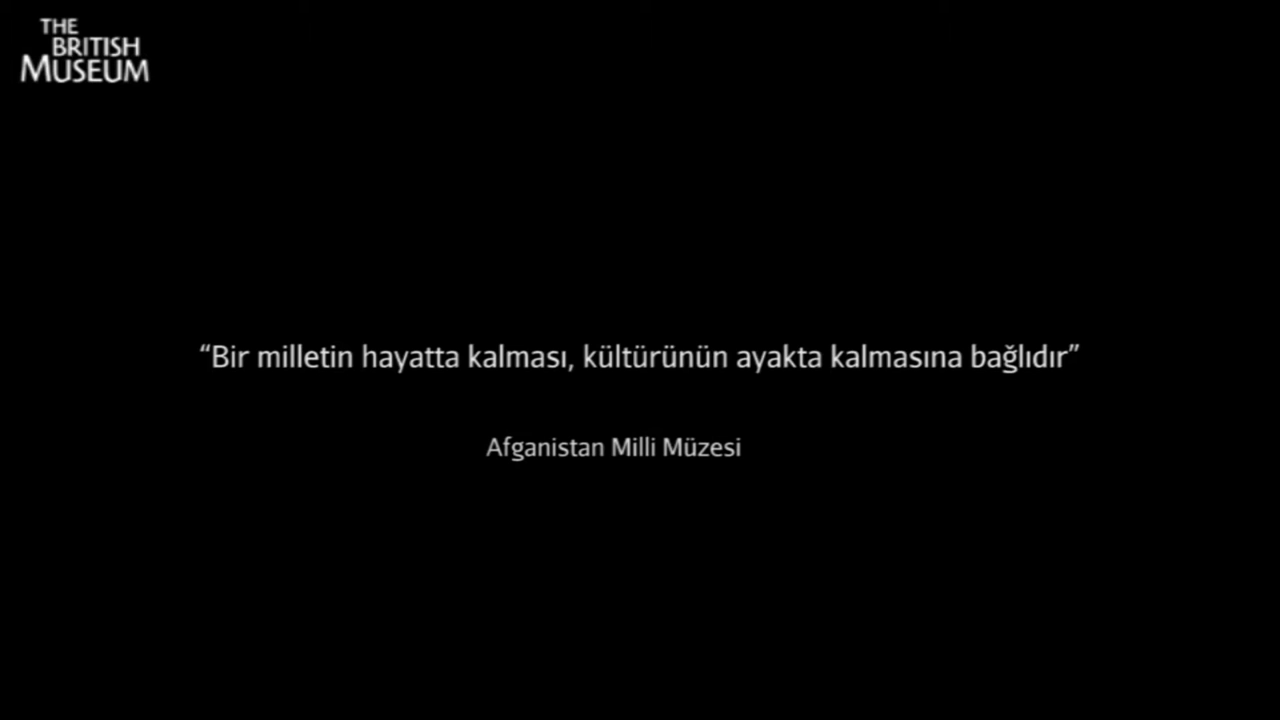 THE
BRITISH
MUSEUM
“Bir milletin hayatta kalması, kültürünün ayakta kalmasına bağlıdır”
Afganistan Milli Müzesi